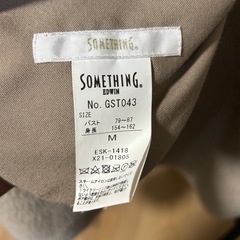 SOMETHING®
SOMETHING®
EDWIN
No. GST043
SIZE
バスト 79～87
身長 154～162
M
ESK-1418
X21-01805